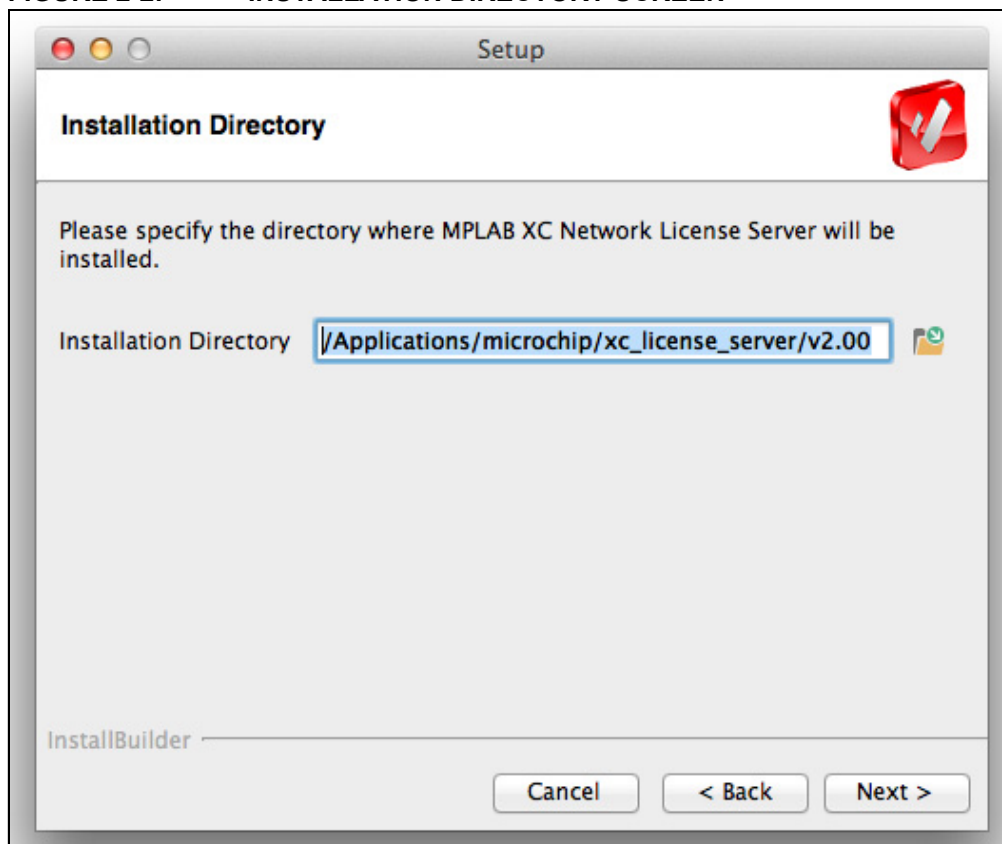 Setup
Installation Directory
Please specify the directory where MPLAB XC Network License Server will be
installed.
Installation Directory /Applications/microchip/xc_license_server/v2.00
InstallBuilder
Cancel < Back Next >